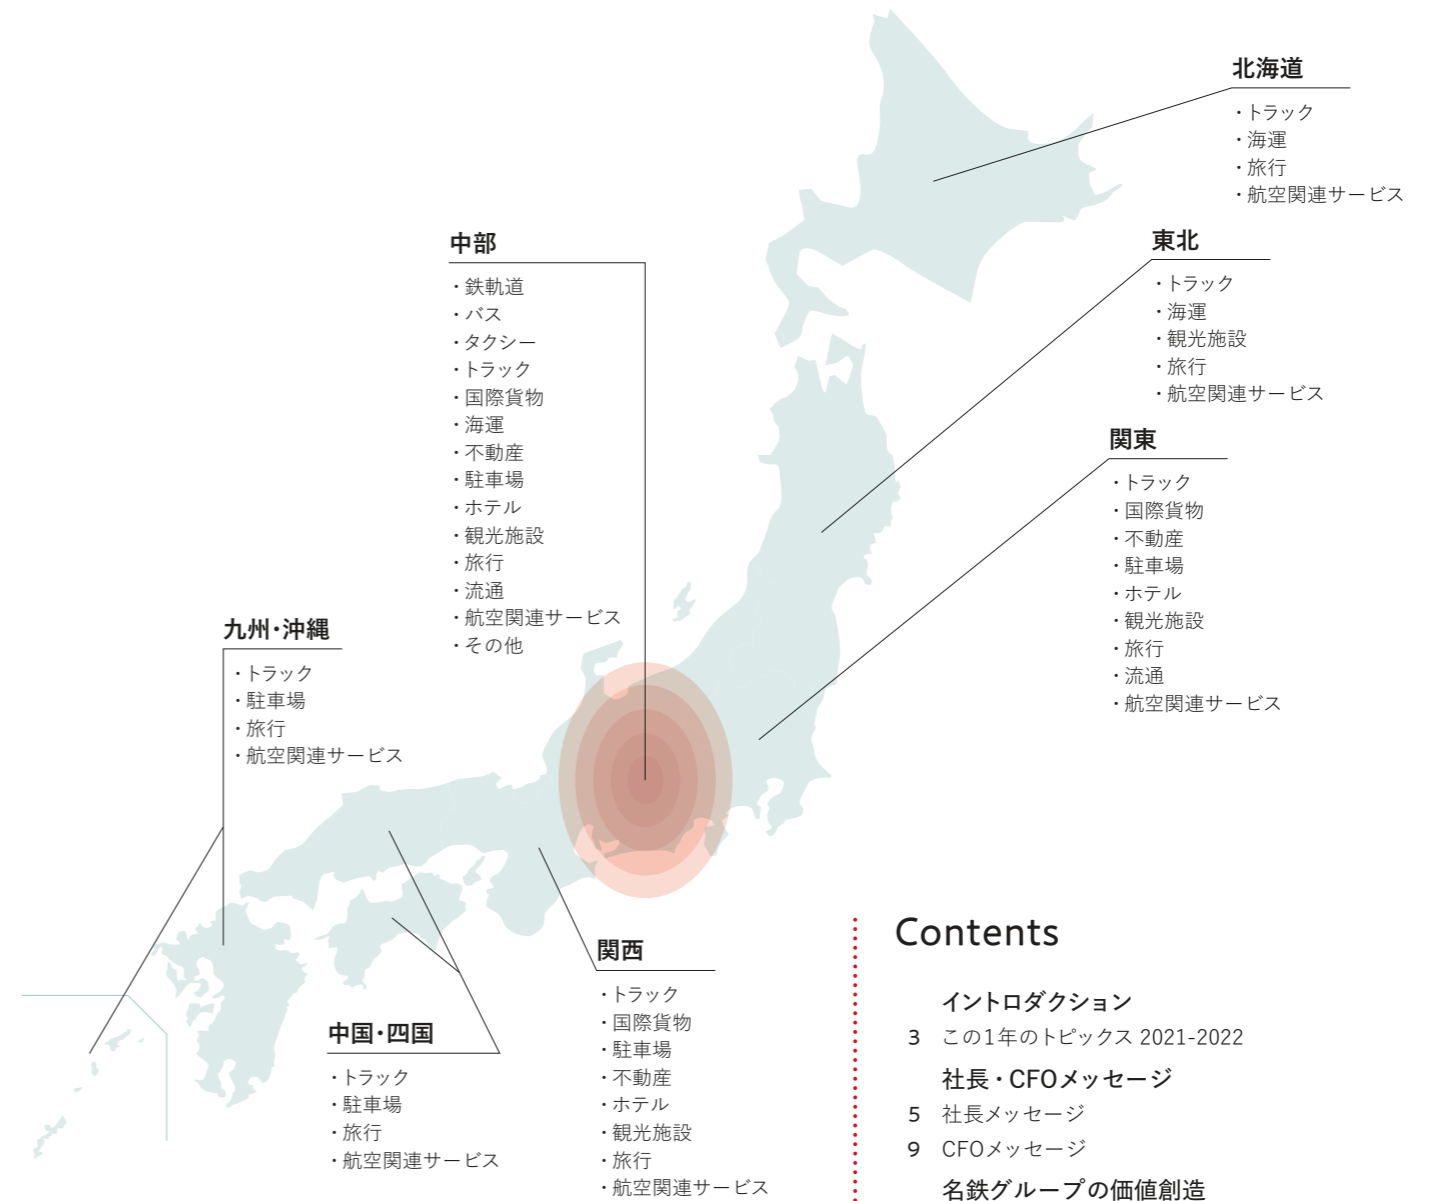 北海道
・トラック
・海運
・旅行
・航空関連サービス
東北
・トラック
・海運
・観光施設
・旅行
・航空関連サービス
中部
・鉄軌道
・バス
・タクシー
・トラック
・国際貨物
・海運
・不動産
・駐車場
・ホテル
・観光施設
・旅行
・流通
・航空関連サービス
・その他
関東
・トラック
・国際貨物
・不動産
・駐車場
・ホテル
・観光施設
・旅行
・流通
・航空関連サービス
九州・沖縄
・トラック
・駐車場
・旅行
・航空関連サービス
中国・四国
・トラック
・駐車場
・旅行
・航空関連サービス
関西
・トラック
・国際貨物
・駐車場
・不動産
・ホテル
・観光施設
・旅行
・航空関連サービス
Contents
イントロダクション
3 この1年のトピックス 2021-2022
社長・CFOメッセージ
5 社長メッセージ
9 CFOメッセージ
名鉄グループの価値創造